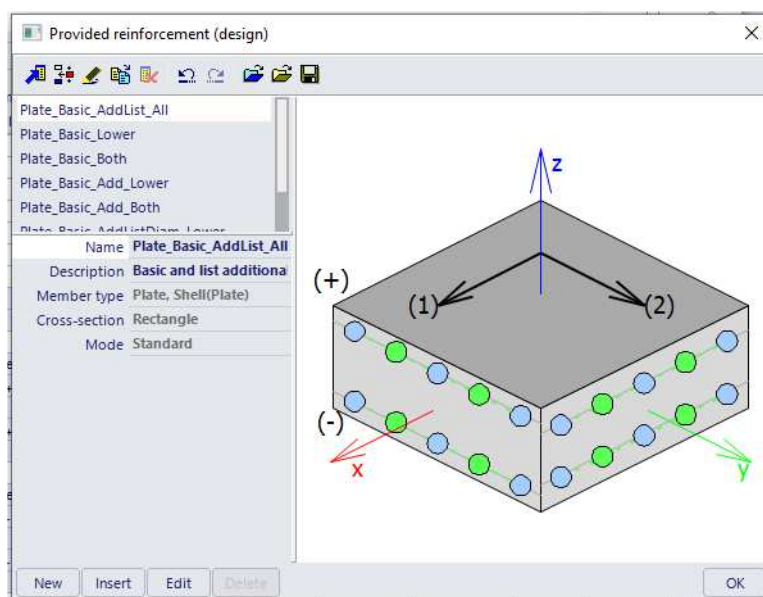 Provided reinforcement (design)
Plate_Basic_AddList_All
Plate_Basic_Lower
Plate_Basic_Both
Plate_Basic_Add_Lower
Plate_Basic_Add_Both
Plate_Basic_AddListDiam_Lower
Name Plate_Basic_AddList_All
Description Basic and list additiona
Member type Plate, Shell(Plate)
Cross-section Rectangle
Mode Standard
z
(+)
(1) (2)
(-)
x y
New Insert Edit Delete OK